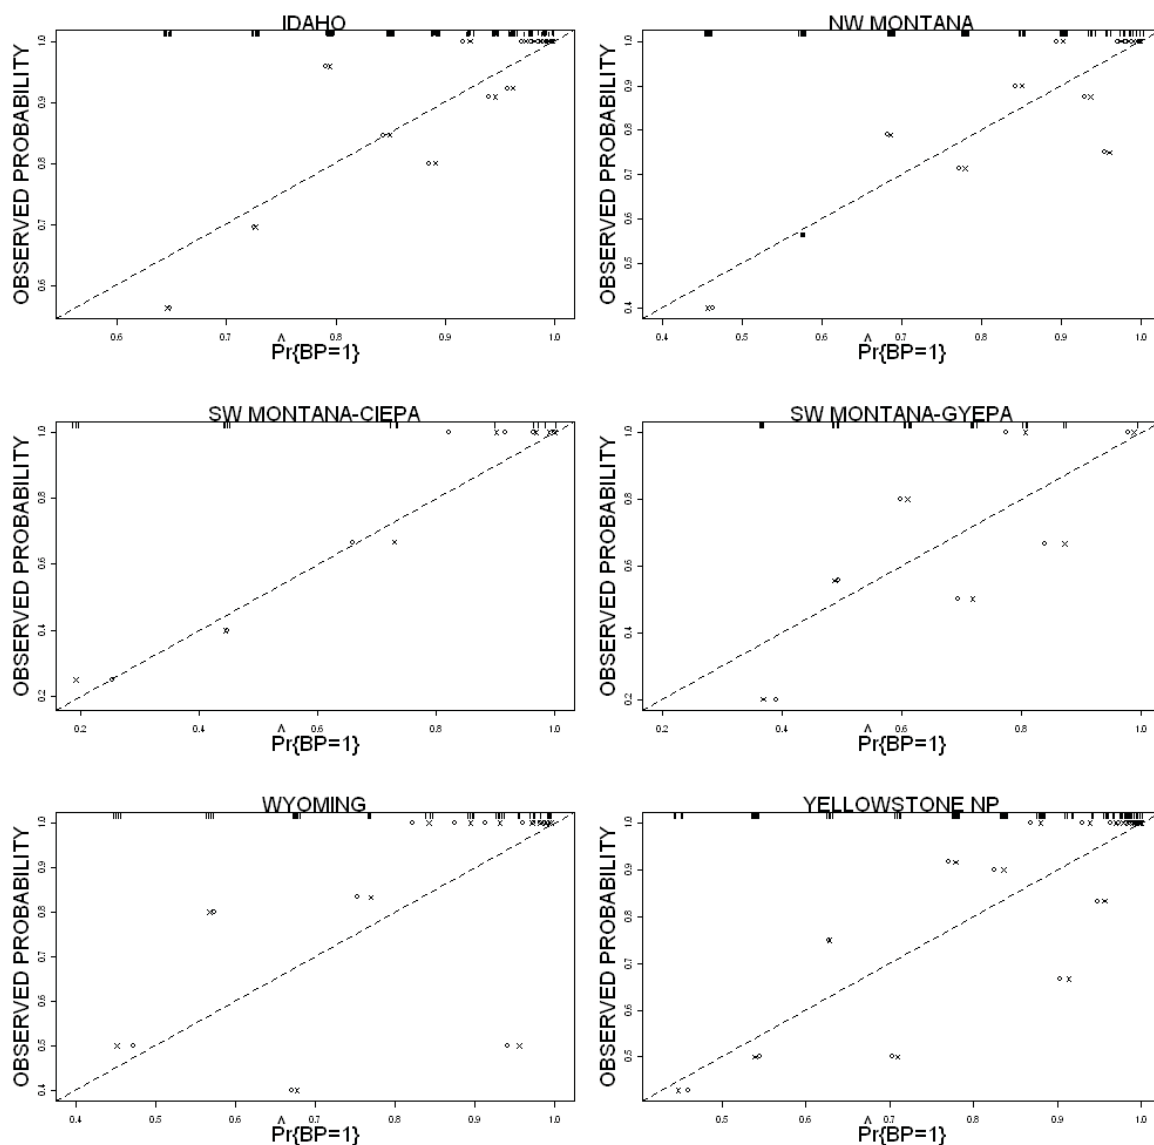 IDAHO
OBSERVED PROBABILITY
1.0
0.9
0.8
0.7
0.6
0.6 0.7 0.8 0.9 1.0
^
Pr{BP=1}
NW MONTANA
OBSERVED PROBABILITY
1.0
0.9
0.8
0.7
0.6
0.5
0.4
0.4 0.5 0.6 0.7 0.8 0.9 1.0
^
Pr{BP=1}
SW MONTANA-CIEPA
OBSERVED PROBABILITY
1.0
0.8
0.6
0.4
0.2
0.2 0.4 0.6 0.8 1.0
^
Pr{BP=1}
SW MONTANA-GYEPA
OBSERVED PROBABILITY
1.0
0.8
0.6
0.4
0.2
0.2 0.4 0.6 0.8 1.0
^
Pr{BP=1}
WYOMING
OBSERVED PROBABILITY
1.0
0.9
0.8
0.7
0.6
0.5
0.4
0.4 0.5 0.6 0.7 0.8 0.9 1.0
^
Pr{BP=1}
YELLOWSTONE NP
OBSERVED PROBABILITY
1.0
0.9
0.8
0.7
0.6
0.5
0.5 0.6 0.7 0.8 0.9 1.0
^
Pr{BP=1}